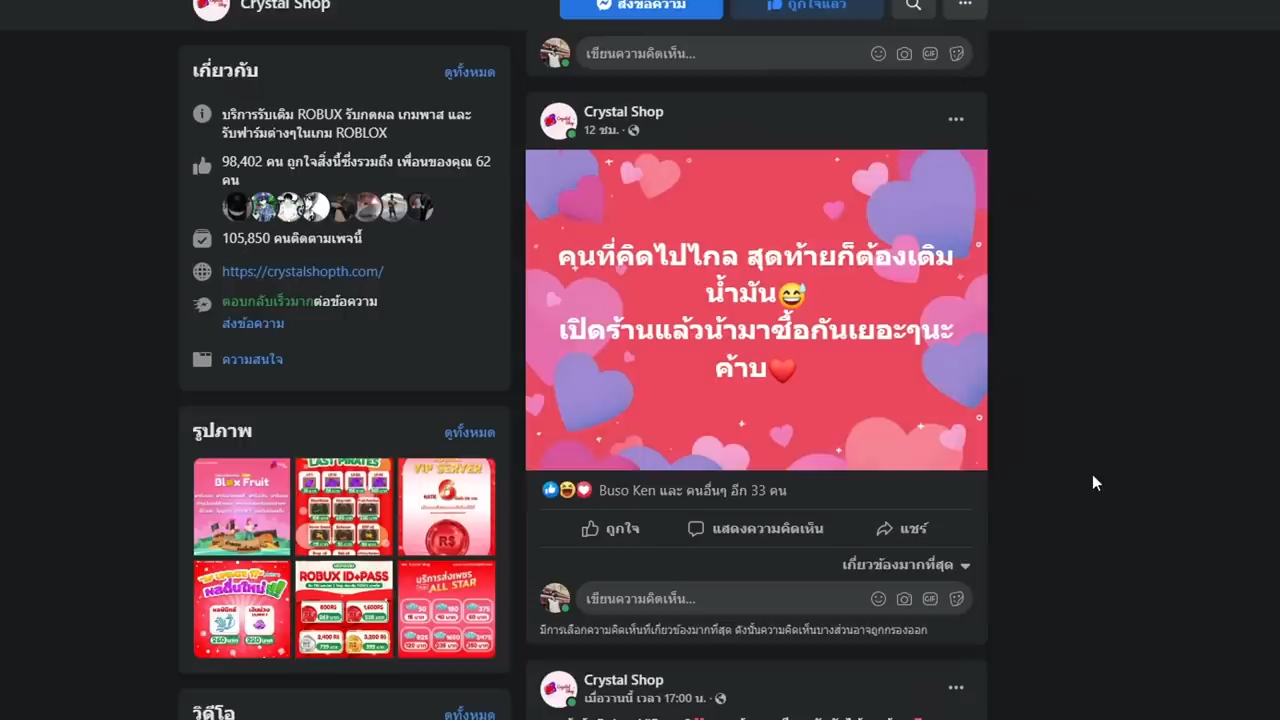 Crystal Shop
ส่งข้อความ
ถูกใจแล้ว
เกี่ยวกับ
ดูทั้งหมด
บริการรับเติม ROBUX รับกดผล เกมพาส และ
รับฟาร์มต่างๆในเกม ROBLOX
98,402 คน ถูกใจสิ่งนี้ซึ่งรวมถึง เพื่อนของคุณ 62
คน
105,850 คนติดตามเพจนี้
https://crystalshopth.com/
ตอบกลับเร็วมากต่อข้อความ
ส่งข้อความ
ความสนใจ
รูปภาพ
ดูทั้งหมด
Blox Fruit
LAST PIRATES
VIP SERVER
ROBUX ID+PASS
ALL STAR
วิดีโอ
ดูทั้งหมด
เขียนความคิดเห็น...
GIF
Crystal Shop
12 ชม.
คนที่คิดไปไกล สุดท้ายก็ต้องเติม
น้ำมัน😅
เปิดร้านแล้วน้ามาซื้อกันเยอะๆนะ
ค้าบ❤️
Buso Ken และ คนอื่นๆ อีก 33 คน
ถูกใจ
แสดงความคิดเห็น
แชร์
เกี่ยวข้องมากที่สุด
เขียนความคิดเห็น...
GIF
มีการเลือกความคิดเห็นที่เกี่ยวข้องมากที่สุด ดังนั้นความคิดเห็นบางส่วนอาจถูกกรองออก
Crystal Shop
เมื่อวานนี้ เวลา 17:00 น.